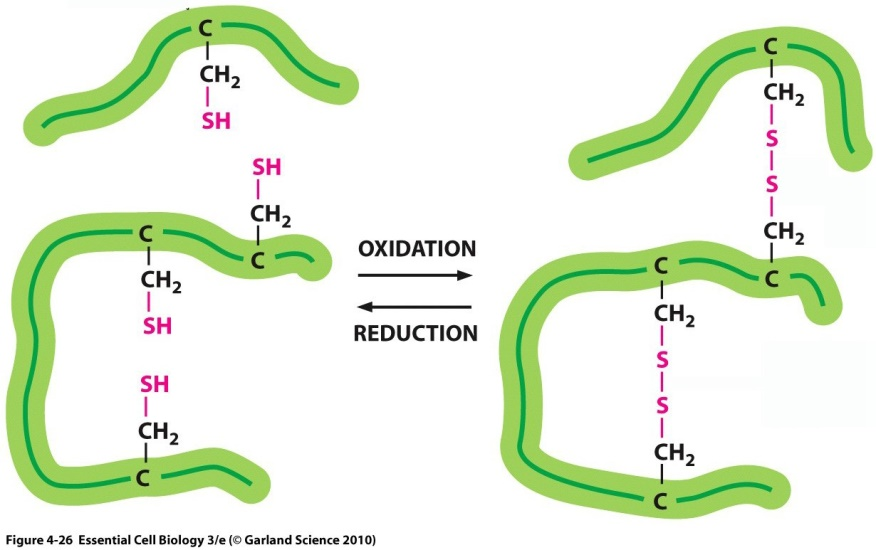 C
CH₂
SH
SH
CH₂
C
C
CH₂
SH
SH
CH₂
C
OXIDATION
REDUCTION
C
CH₂
S
S
CH₂
C
C
CH₂
S
S
CH₂
C
Figure 4-26 Essential Cell Biology 3/e (© Garland Science 2010)